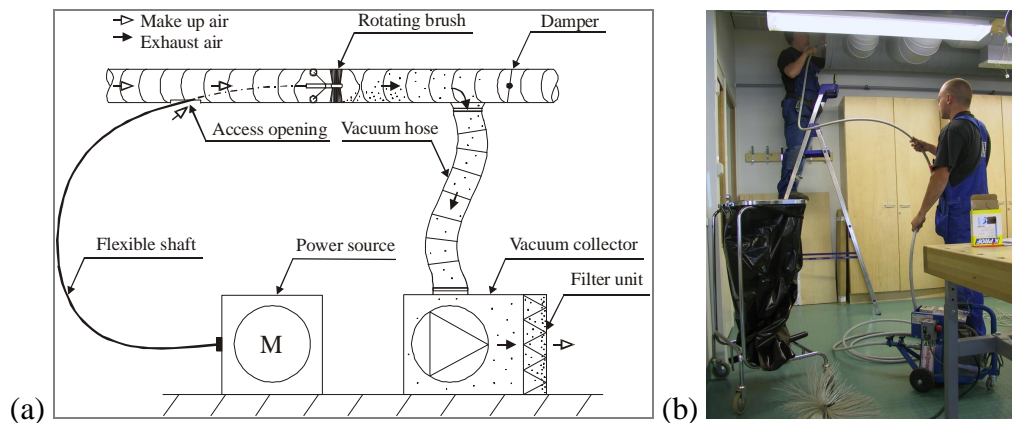 Make up air
Exhaust air
Rotating brush
Damper
Access opening
Vacuum hose
Flexible shaft
Power source
Vacuum collector
Filter unit
M
(a)
(b)